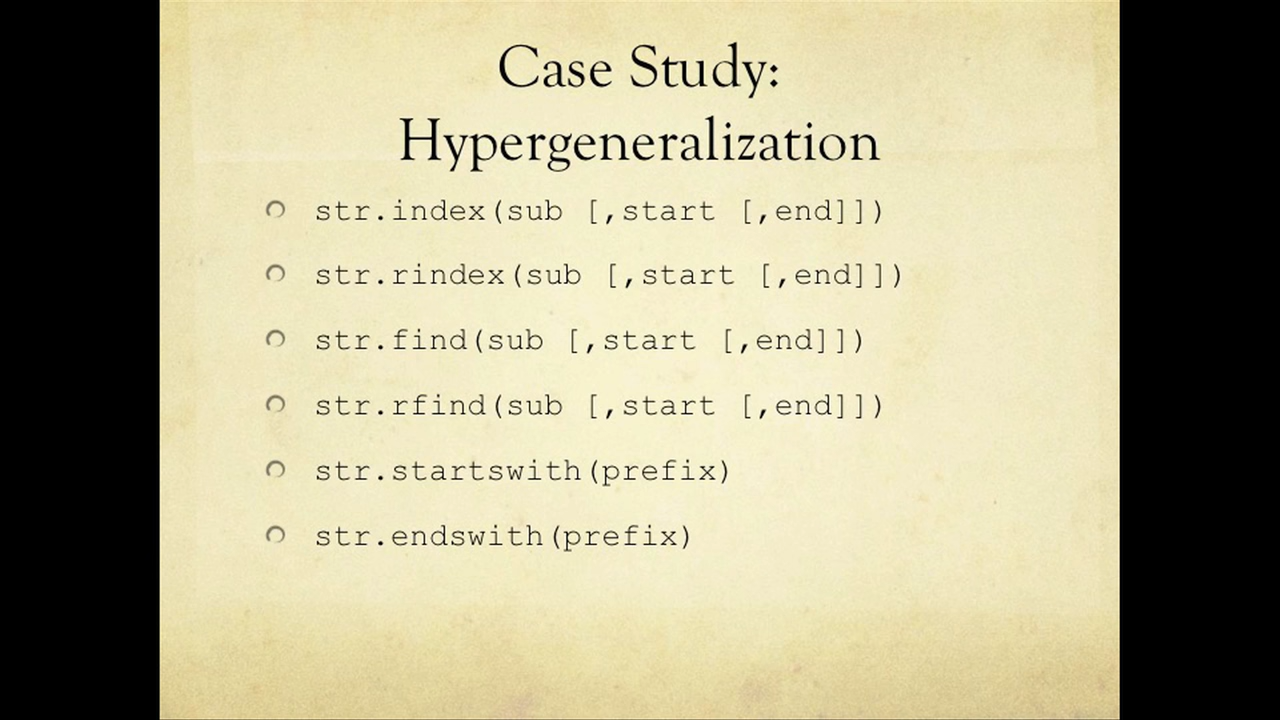 Case Study:
Hypergeneralization
str.index(sub [,start [,end]])
str.rindex(sub [,start [,end]])
str.find(sub [,start [,end]])
str.rfind(sub [,start [,end]])
str.startswith(prefix)
str.endswith(prefix)